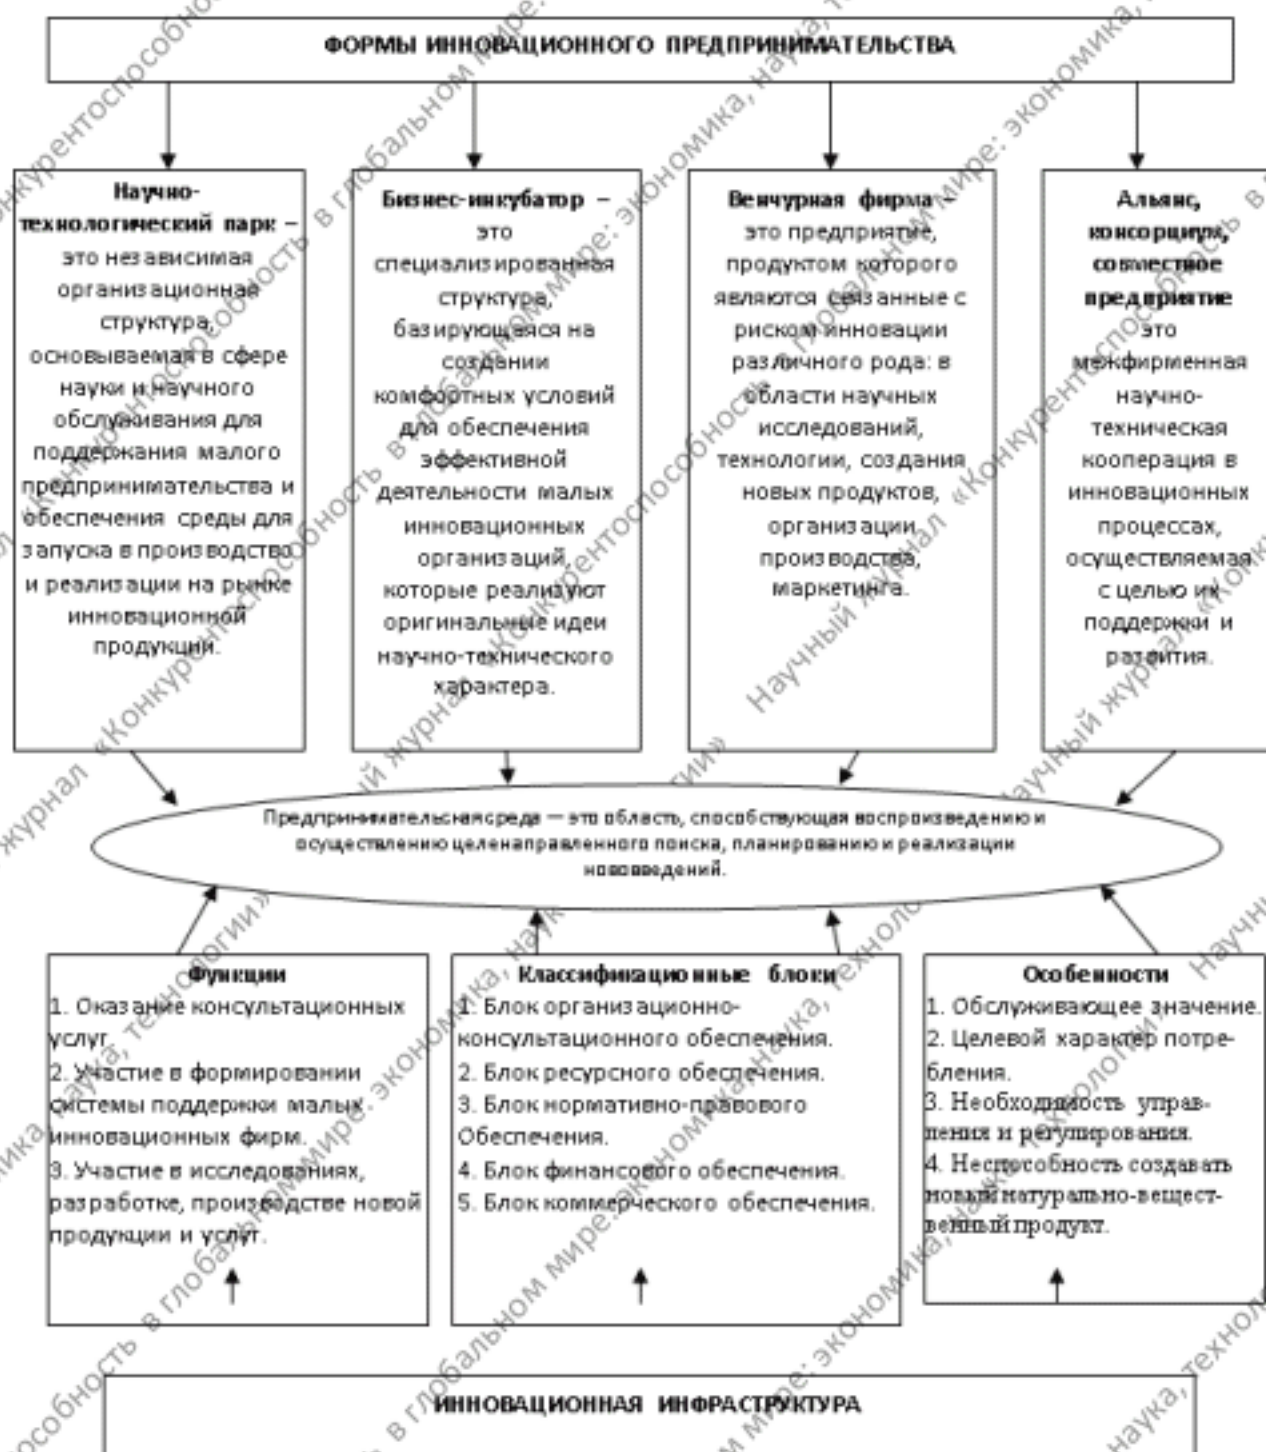 ФОРМЫ ИННОВАЦИОННОГО ПРЕДПРИНИМАТЕЛЬСТВА
Научно-
технологический парк –
это независимая
организационная
структура,
основываемая в сфере
науки и научного
обслуживания для
поддержания малого
предпринимательства и
обеспечения среды для
запуска в производство
и реализации на рынке
инновационной
продукции.
Бизнес-инкубатор –
это
специализированная
структура,
базирующаяся на
создании
комфортных условий
для обеспечения
эффективной
деятельности малых
инновационных
организаций,
которые реализуют
оригинальные идеи
научно-технического
характера.
Венчурная фирма –
это предприятие,
продуктом которого
являются связанные с
риском инновации
различного рода: в
области научных
исследований,
технологии, создания
новых продуктов,
организации
производства,
маркетинга.
Альянс,
консорциум,
совместное
предприятие
это
межфирменная
научно-
техническая
кооперация в
инновационных
процессах,
осуществляемая
с целью их
поддержки и
развития.
Предпринимательская среда — это область, способствующая воспроизведению и
осуществлению целенаправленного поиска, планированию и реализации
нововведений.
Функции
1. Оказание консультационных
услуг
2. Участие в формировании
системы поддержки малых
инновационных фирм.
3. Участие в исследованиях,
разработке, производстве новой
продукции и услуг.
Классификационные блоки
1. Блок организационно-
консультационного обеспечения.
2. Блок ресурсного обеспечения.
3. Блок нормативно-правового
Обеспечения.
4. Блок финансового обеспечения.
5. Блок коммерческого обеспечения.
Особенности
1. Обслуживающее значение.
2. Целевой характер потре-
бления.
3. Необходимость управ-
ления и регулирования.
4. Неспособность создавать
новый натурально-вещест-
венный продукт.
ИННОВАЦИОННАЯ ИНФРАСТРУКТУРА